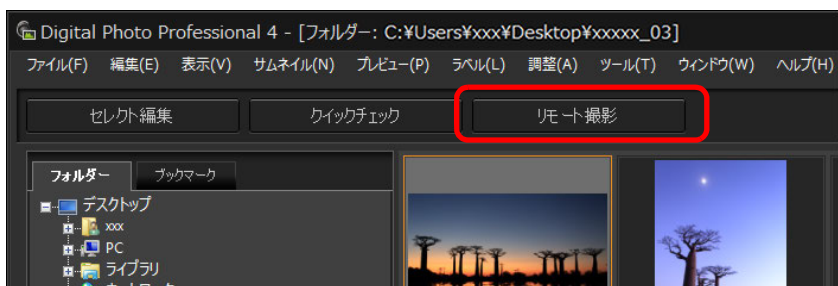 Digital Photo Professional 4 - [フォルダー: C:¥Users¥xxx¥Desktop¥xxxxx_03]
ファイル(F) 編集(E) 表示(V) サムネイル(N) プレビュー(P) ラベル(L) 調整(A) ツール(T) ウィンドウ(W) ヘルプ(H)
セレクト編集 クイックチェック リモート撮影
フォルダー ブックマーク
デスクトップ
xxx
PC
ライブラリ